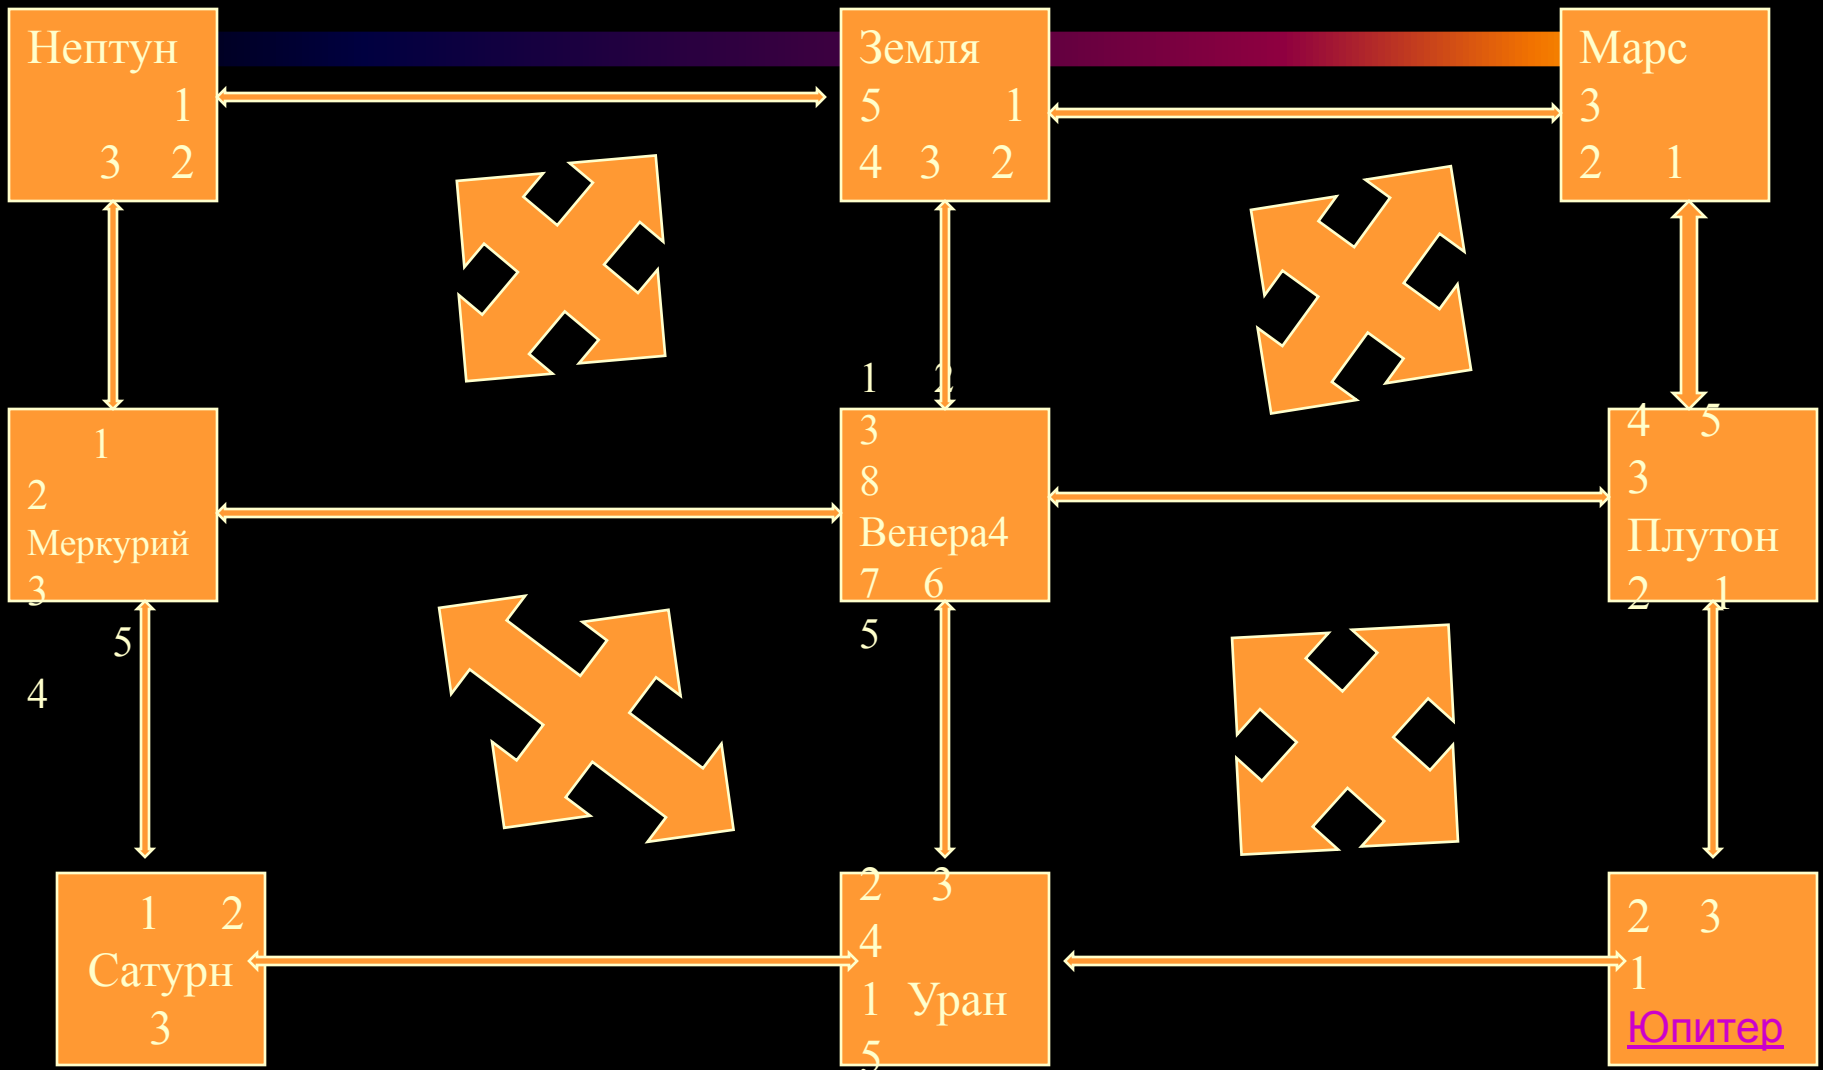 Нептун
1
3 2
Земля
5 1
4 3 2
Марс
3
2 1
1
2
Меркурий
3
5
4
1 2
3
8
Венера4
7 6
5
4 5
3
Плутон
2 1
1 2
Сатурн
3
2 3
4
1 Уран
5
2 3
1
Юпитер